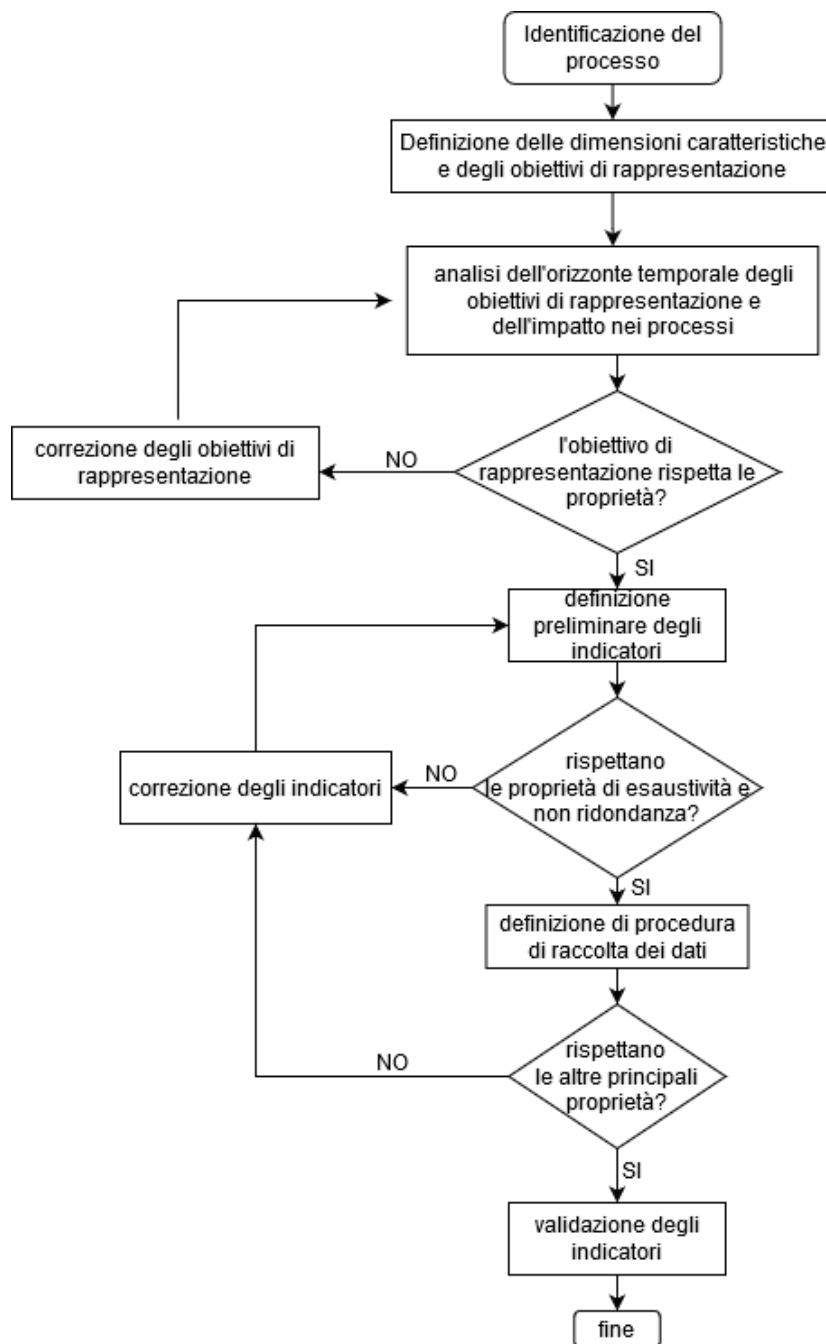 Identificazione del
processo
Definizione delle dimensioni caratteristiche
e degli obiettivi di rappresentazione
analisi dell'orizzonte temporale degli
obiettivi di rappresentazione e
dell'impatto nei processi
l'obiettivo di
rappresentazione rispetta le
proprietà?
NO
correzione degli obiettivi di
rappresentazione
SI
definizione
preliminare degli
indicatori
rispettano
le proprietà di esaustività e
non ridondanza?
NO
correzione degli indicatori
SI
definizione di procedura
di raccolta dei dati
rispettano
le altre principali
proprietà?
NO
SI
validazione degli
indicatori
fine